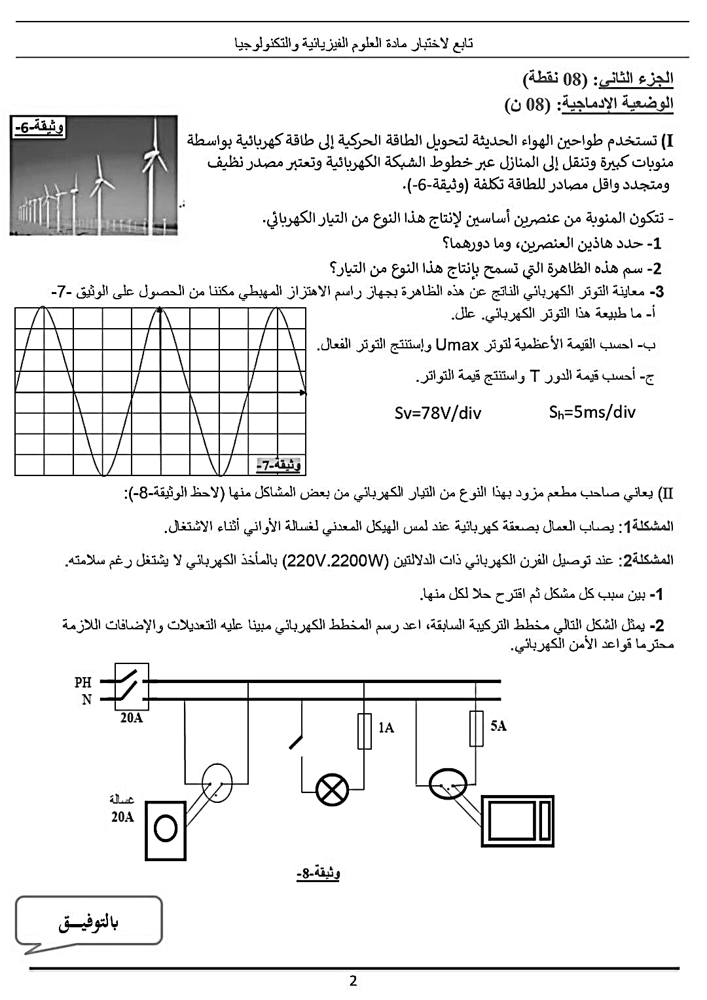 تابع لاختبار مادة العلوم الفيزيائية والتكنولوجيا
الجزء الثاني: (08 نقطة)
الوضعية الإدماجية: (08 ن)
وثيقة-6-
I) تستخدم طواحين الهواء الحديثة لتحويل الطاقة الحركية إلى طاقة كهربائية بواسطة
منوبات كبيرة وتنقل إلى المنازل عبر خطوط الشبكة الكهربائية وتعتبر مصدر نظيف
ومتجدد واقل مصادر للطاقة تكلفة (وثيقة-6-).
- تتكون المنوبة من عنصرين أساسين لإنتاج هذا النوع من التيار الكهربائي.
1- حدد هاذين العنصرين، وما دورهما؟
2- سم هذه الظاهرة التي تسمح بإنتاج هذا النوع من التيار؟
3- معاينة التوتر الكهربائي الناتج عن هذه الظاهرة بجهاز راسم الاهتزاز المهبطي مكننا من الحصول على الوثيق -7-
أ- ما طبيعة هذا التوتر الكهربائي. علل.
ب- احسب القيمة الأعظمية لتوتر Umax وإستنتج التوتر الفعال.
ج- أحسب قيمة الدور T واستنتج قيمة التواتر.
Sv=78V/div Sh=5ms/div
وثيقة-7-
II) يعاني صاحب مطعم مزود بهذا النوع من التيار الكهربائي من بعض المشاكل منها (لاحظ الوثيقة-8-):
المشكلة1: يصاب العمال بصعقة كهربائية عند لمس الهيكل المعدني لغسالة الأواني أثناء الاشتغال.
المشكلة2: عند توصيل الفرن الكهربائي ذات الدلالتين (220V.2200W) بالمأخذ الكهربائي لا يشتغل رغم سلامته.
1- بين سبب كل مشكل ثم اقترح حلا لكل منها.
2- يمثل الشكل التالي مخطط التركيبة السابقة، اعد رسم المخطط الكهربائي مبينا عليه التعديلات والإضافات اللازمة
محترما قواعد الأمن الكهربائي.
PH
N
20A
1A
5A
غسالة
20A
وثيقة-8-
بالتوفيـــق
2